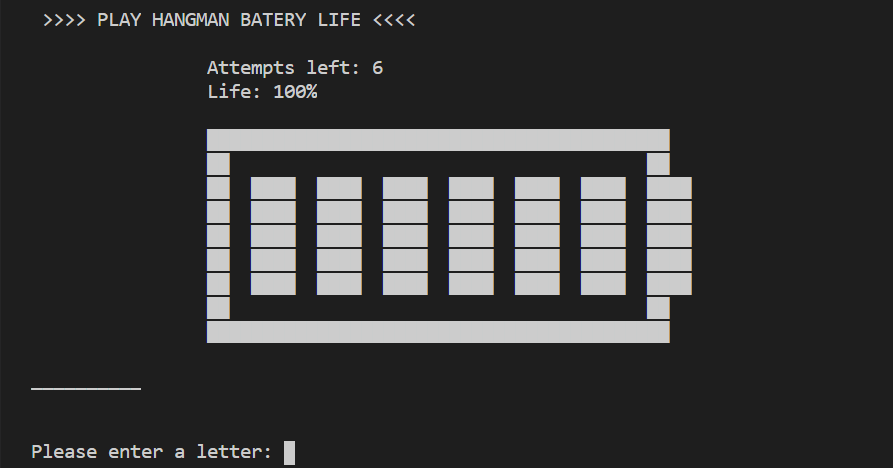 >>>> PLAY HANGMAN BATERY LIFE <<<<
Attempts left: 6
Life: 100%
__________
Please enter a letter: